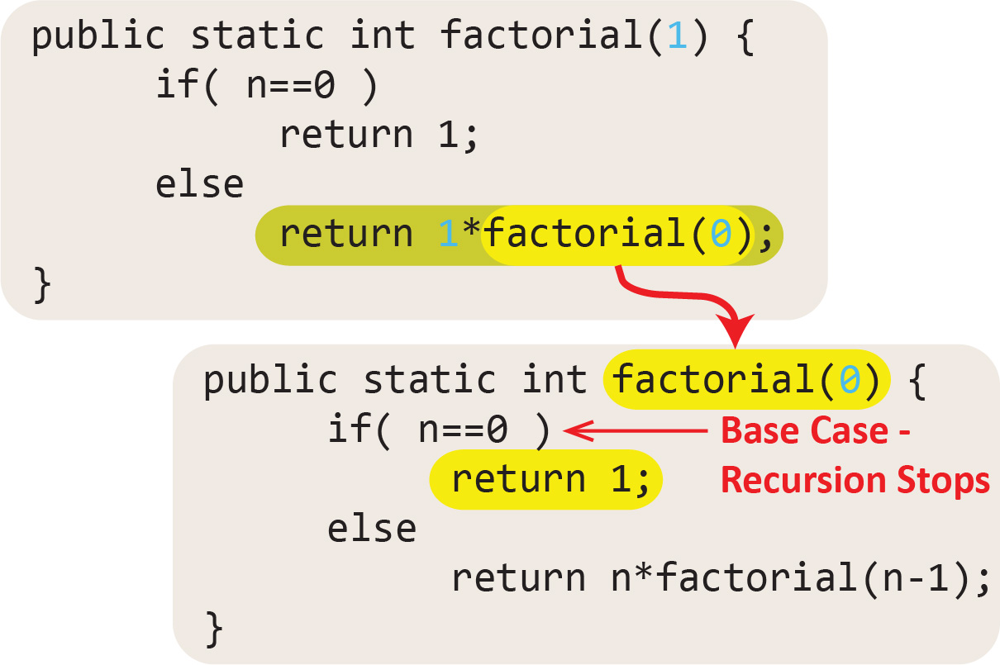 public static int factorial(1) {
if( n==0 )
return 1;
else
return 1*factorial(0);
}
public static int factorial(0) {
if( n==0 )
Base Case -
return 1;
Recursion Stops
else
return n*factorial(n-1);
}